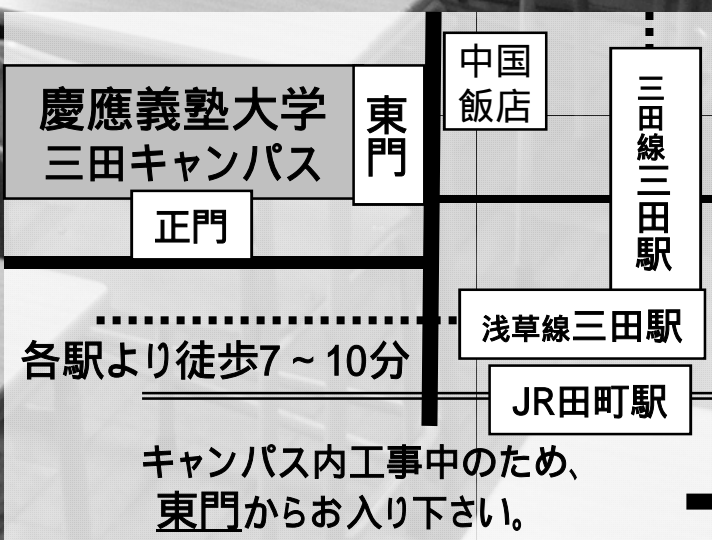 慶應義塾大学
三田キャンパス
東門
正門
中国
飯店
三田線三田駅
浅草線三田駅
各駅より徒歩7～10分
JR田町駅
キャンパス内工事中のため、
東門からお入り下さい。